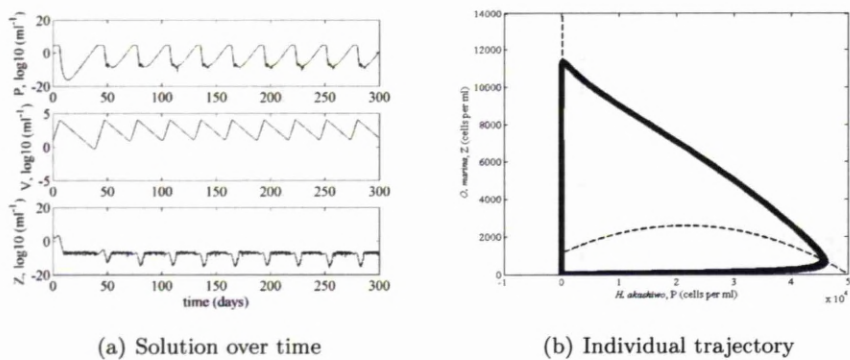 20
0
-20
P, log10 (ml⁻¹)
0 50 100 150 200 250 300
5
0
-5
V, log10 (ml⁻¹)
0 50 100 150 200 250 300
20
0
-20
Z, log10 (ml⁻¹)
0 50 100 150 200 250 300
time (days)
(a) Solution over time
14000
12000
10000
8000
6000
4000
2000
0
O. marina, Z (cells per ml)
-1 0 1 2 3 4 5
x 10⁴
H. akashiwo, P (cells per ml)
(b) Individual trajectory